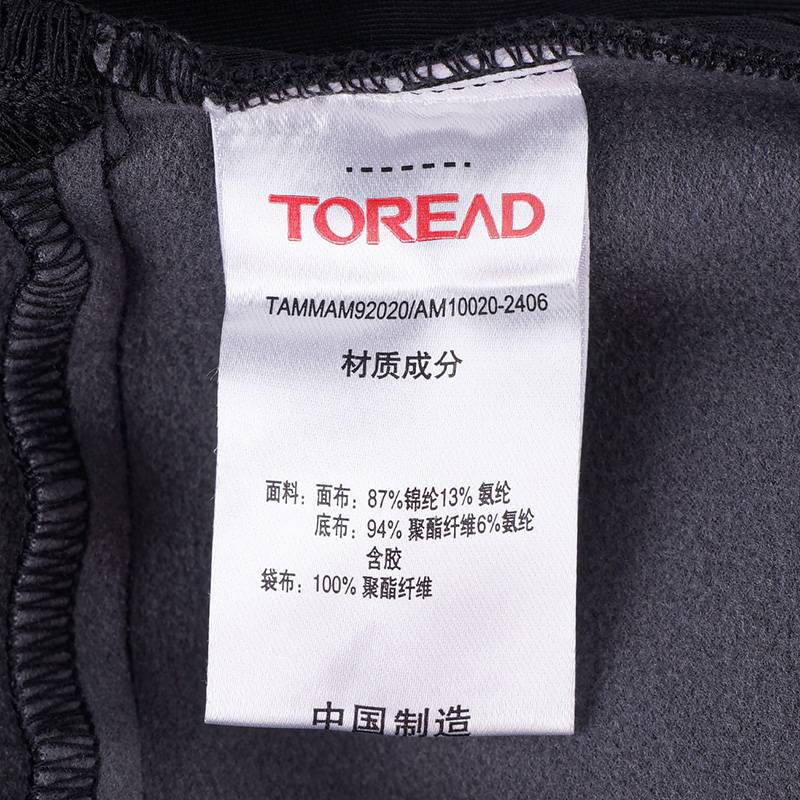 TOREAD
TAMMAM92020/AM10020-2406
材质成分
面料：面布：87%锦纶13% 氨纶
底布：94% 聚酯纤维6%氨纶
含胶
袋布：100% 聚酯纤维
中国制造